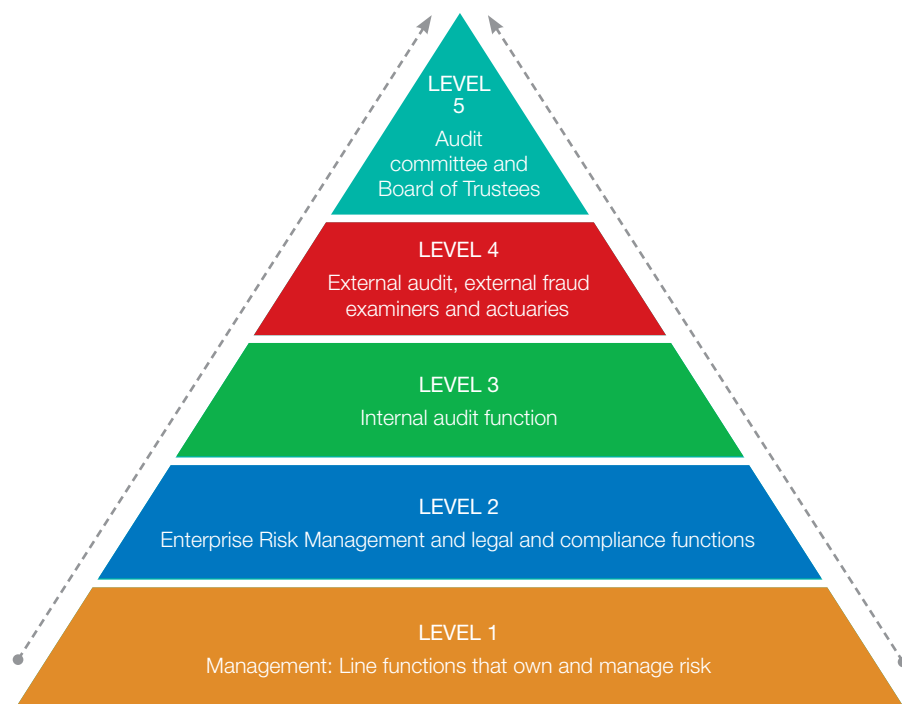 LEVEL
5
Audit
committee and
Board of Trustees
LEVEL 4
External audit, external fraud
examiners and actuaries
LEVEL 3
Internal audit function
LEVEL 2
Enterprise Risk Management and legal and compliance functions
LEVEL 1
Management: Line functions that own and manage risk